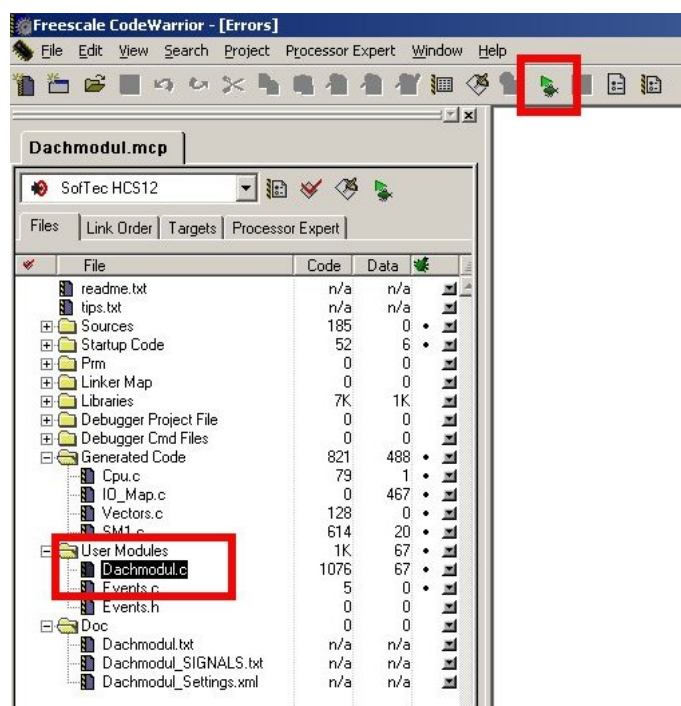 Freescale CodeWarrior - [Errors]
File Edit View Search Project Processor Expert Window Help
Dachmodul.mcp
SofTec HCS12
Files Link Order Targets Processor Expert
File Code Data
readme.txt n/a n/a
tips.txt n/a n/a
Sources 185 0
Startup Code 52 6
Prm 0 0
Linker Map 0 0
Libraries 7K 1K
Debugger Project File 0 0
Debugger Cmd Files 0 0
Generated Code 821 488
Cpu.c 79 1
IO_Map.c 0 467
Vectors.c 128 0
SM1.c 614 20
User Modules 1K 67
Dachmodul.c 1076 67
Events.c 5 0
Events.h 0 0
Doc 0 0
Dachmodul.txt n/a n/a
Dachmodul_SIGNALS.txt n/a n/a
Dachmodul_Settings.xml n/a n/a